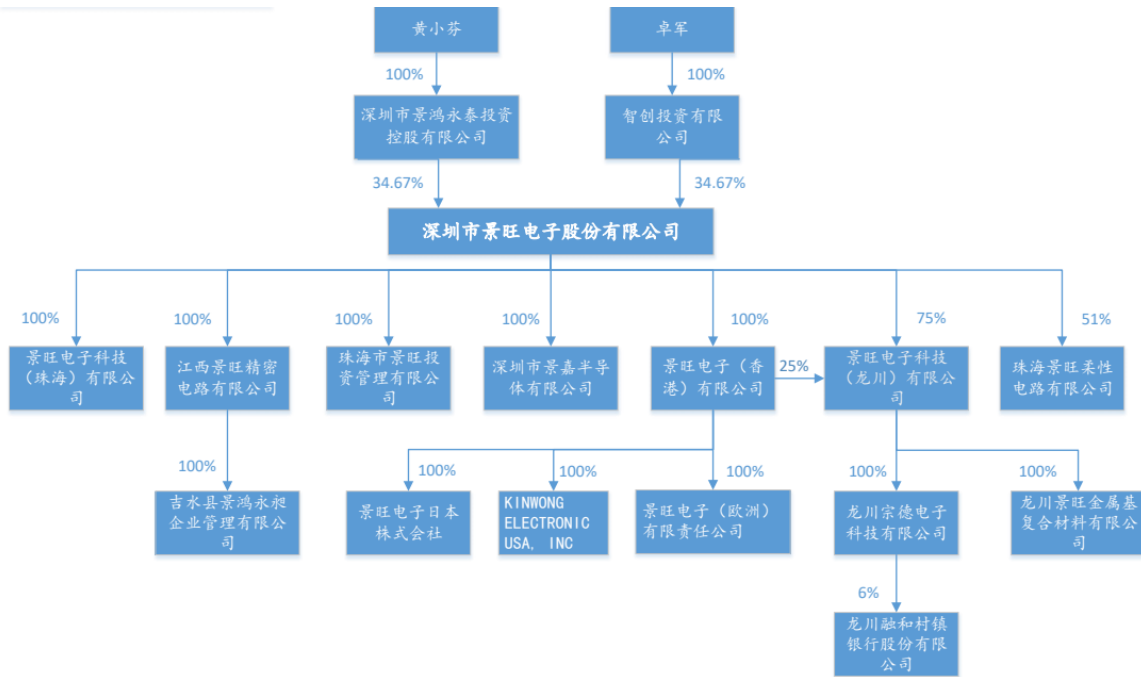 黄小芬
卓军
100%
100%
深圳市景鸿永泰投资
控股有限公司
智创投资有限
公司
34.67%
34.67%
深圳市景旺电子股份有限公司
100%
100%
100%
100%
100%
75%
51%
景旺电子科技
（珠海）有限公
司
江西景旺精密
电路有限公司
珠海市景旺投
资管理有限公司
深圳市景嘉半导
体有限公司
景旺电子（香
港）有限公司
25%
景旺电子科技
（龙川）有限公
司
珠海景旺柔性
电路有限公司
100%
100%
100%
100%
100%
100%
吉水县景鸿永昶
企业管理有限公
司
景旺电子日本
株式会社
KINWONG
ELECTRONIC
USA, INC
景旺电子（欧洲）
有限责任公司
龙川宗德电子
科技有限公司
龙川景旺金属基
复合材料有限公
司
6%
龙川融和村镇
银行股份有限
公司